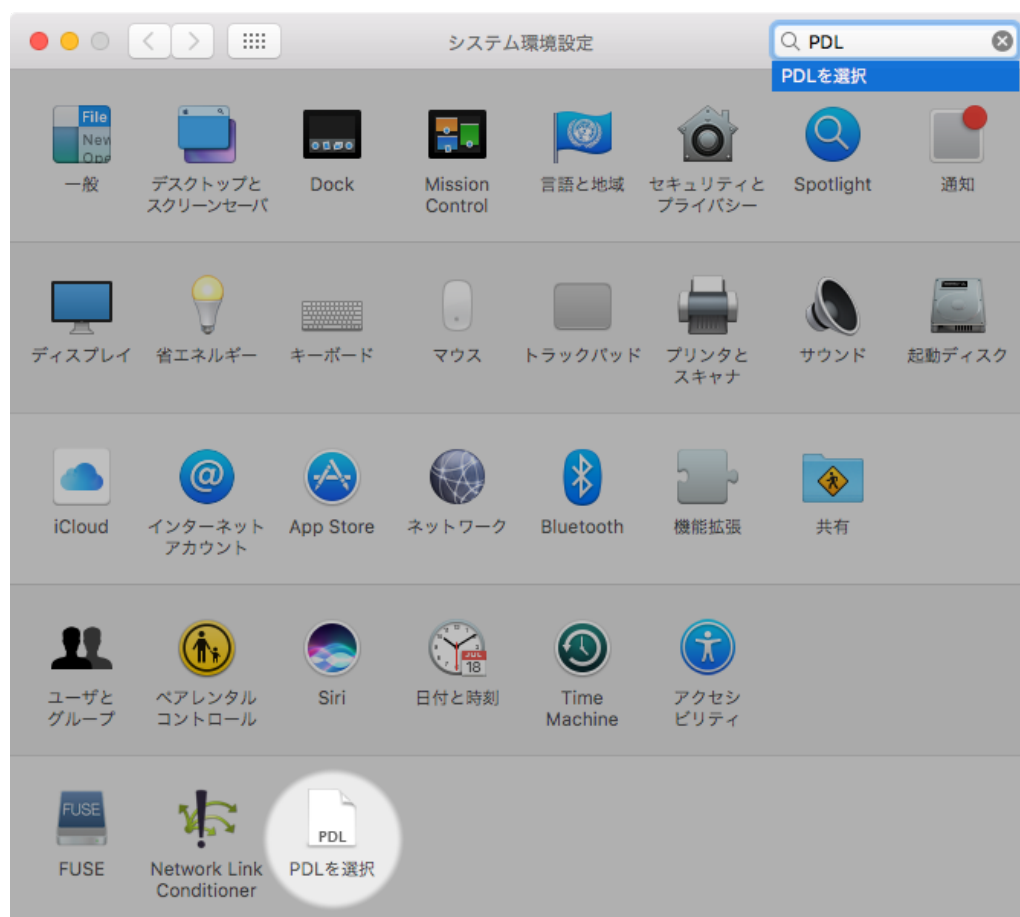 システム環境設定
PDL
PDLを選択
File
New
Ope
一般
デスクトップと
スクリーンセーバ
Dock
Mission
Control
言語と地域
セキュリティと
プライバシー
Spotlight
通知
ディスプレイ
省エネルギー
キーボード
マウス
トラックパッド
プリンタと
スキャナ
サウンド
起動ディスク
iCloud
@
インターネット
アカウント
App Store
ネットワーク
Bluetooth
機能拡張
共有
ユーザと
グループ
ペアレンタル
コントロール
Siri
JUL
18
日付と時刻
Time
Machine
アクセシ
ビリティ
FUSE
FUSE
Network Link
Conditioner
PDL
PDLを選択